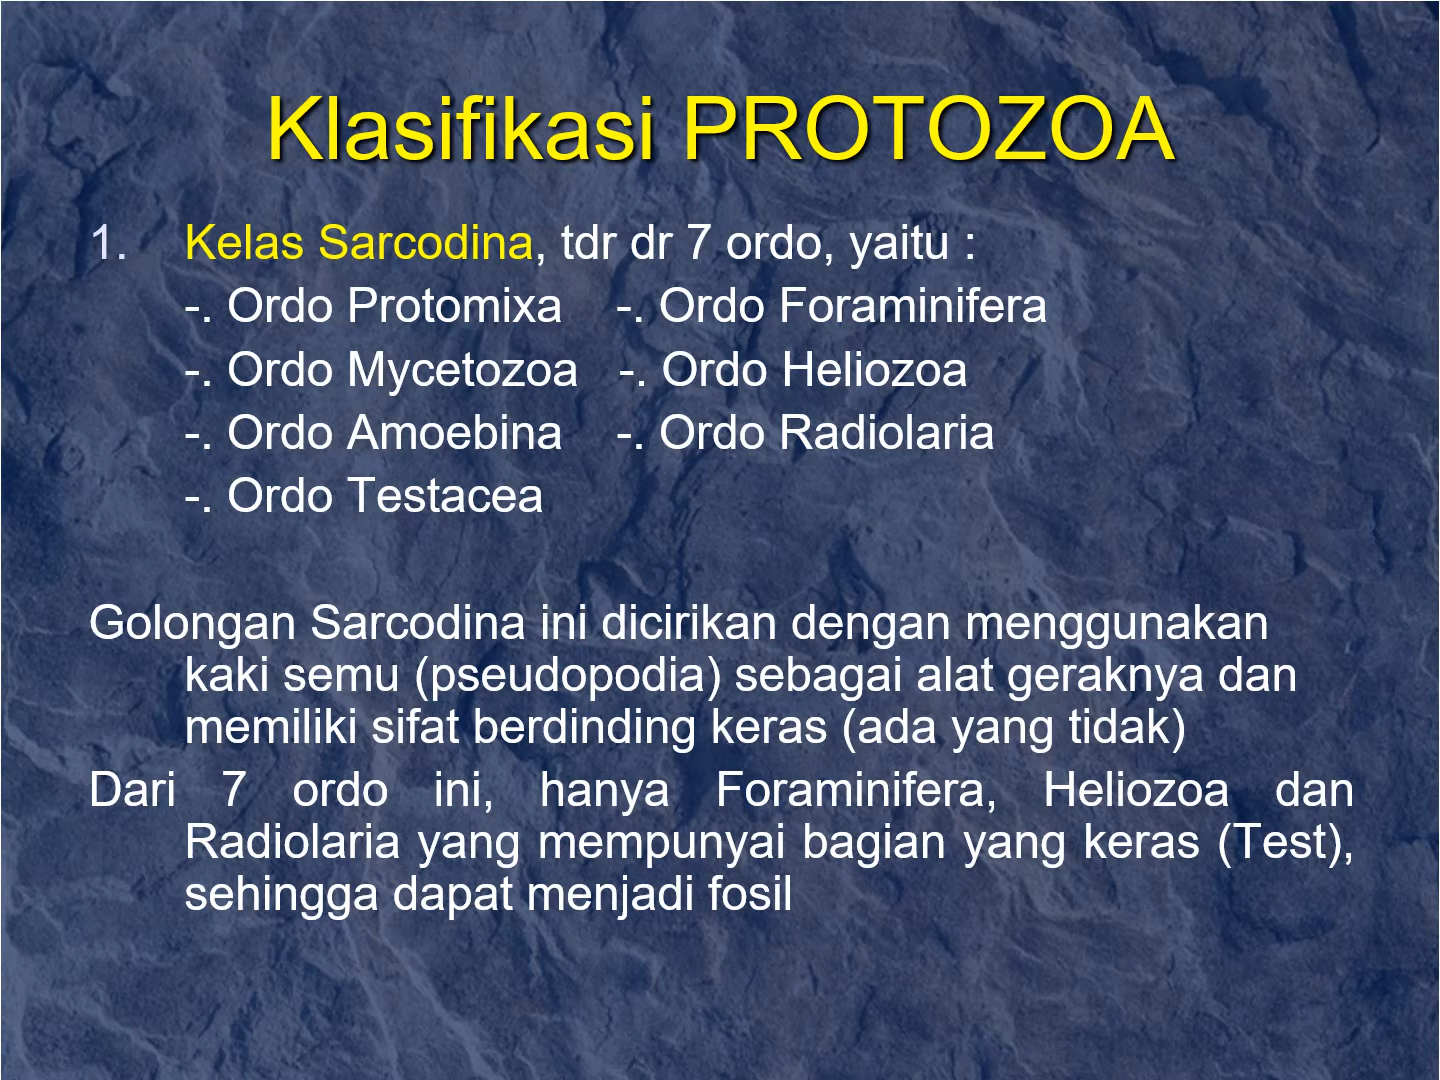 Klasifikasi PROTOZOA
1. Kelas Sarcodina, tdr dr 7 ordo, yaitu :
-. Ordo Protomixa -. Ordo Foraminifera
-. Ordo Mycetozoa -. Ordo Heliozoa
-. Ordo Amoebina -. Ordo Radiolaria
-. Ordo Testacea
Golongan Sarcodina ini dicirikan dengan menggunakan
kaki semu (pseudopodia) sebagai alat geraknya dan
memiliki sifat berdinding keras (ada yang tidak)
Dari 7 ordo ini, hanya Foraminifera, Heliozoa dan
Radiolaria yang mempunyai bagian yang keras (Test),
sehingga dapat menjadi fosil